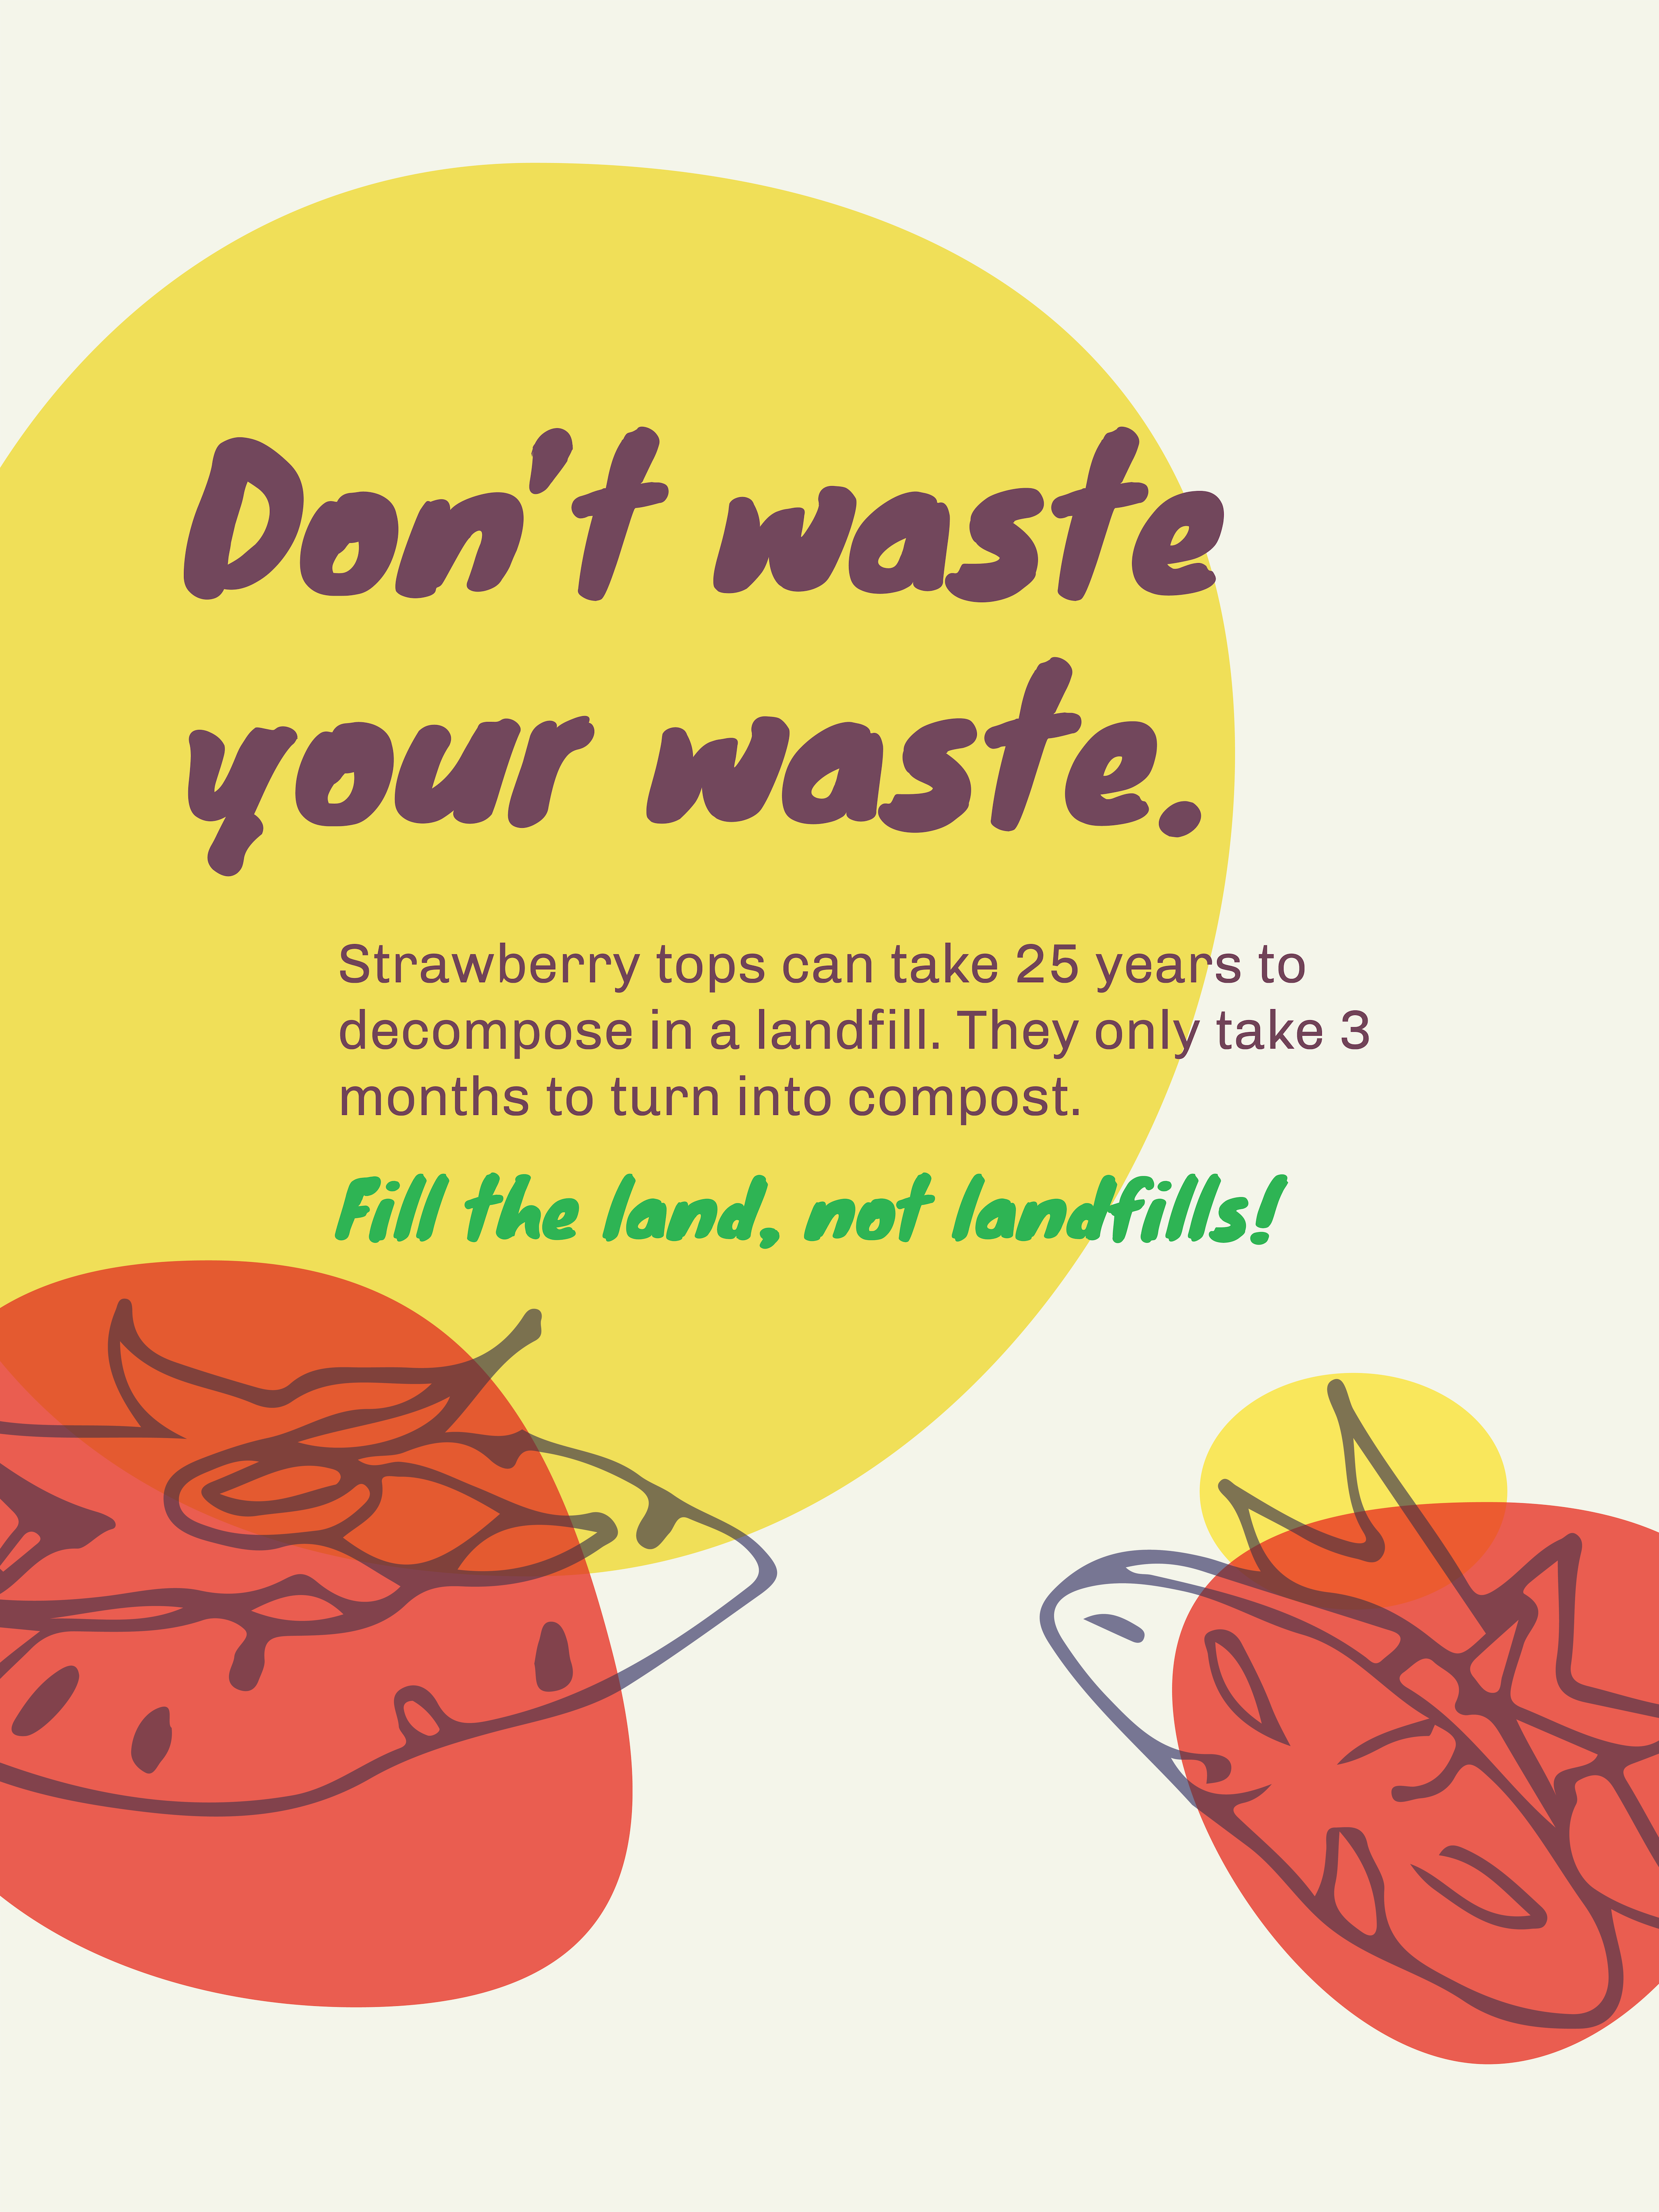 Don't waste
your waste.
Strawberry tops can take 25 years to
decompose in a landfill. They only take 3
months to turn into compost.
Fill the land, not landfills!